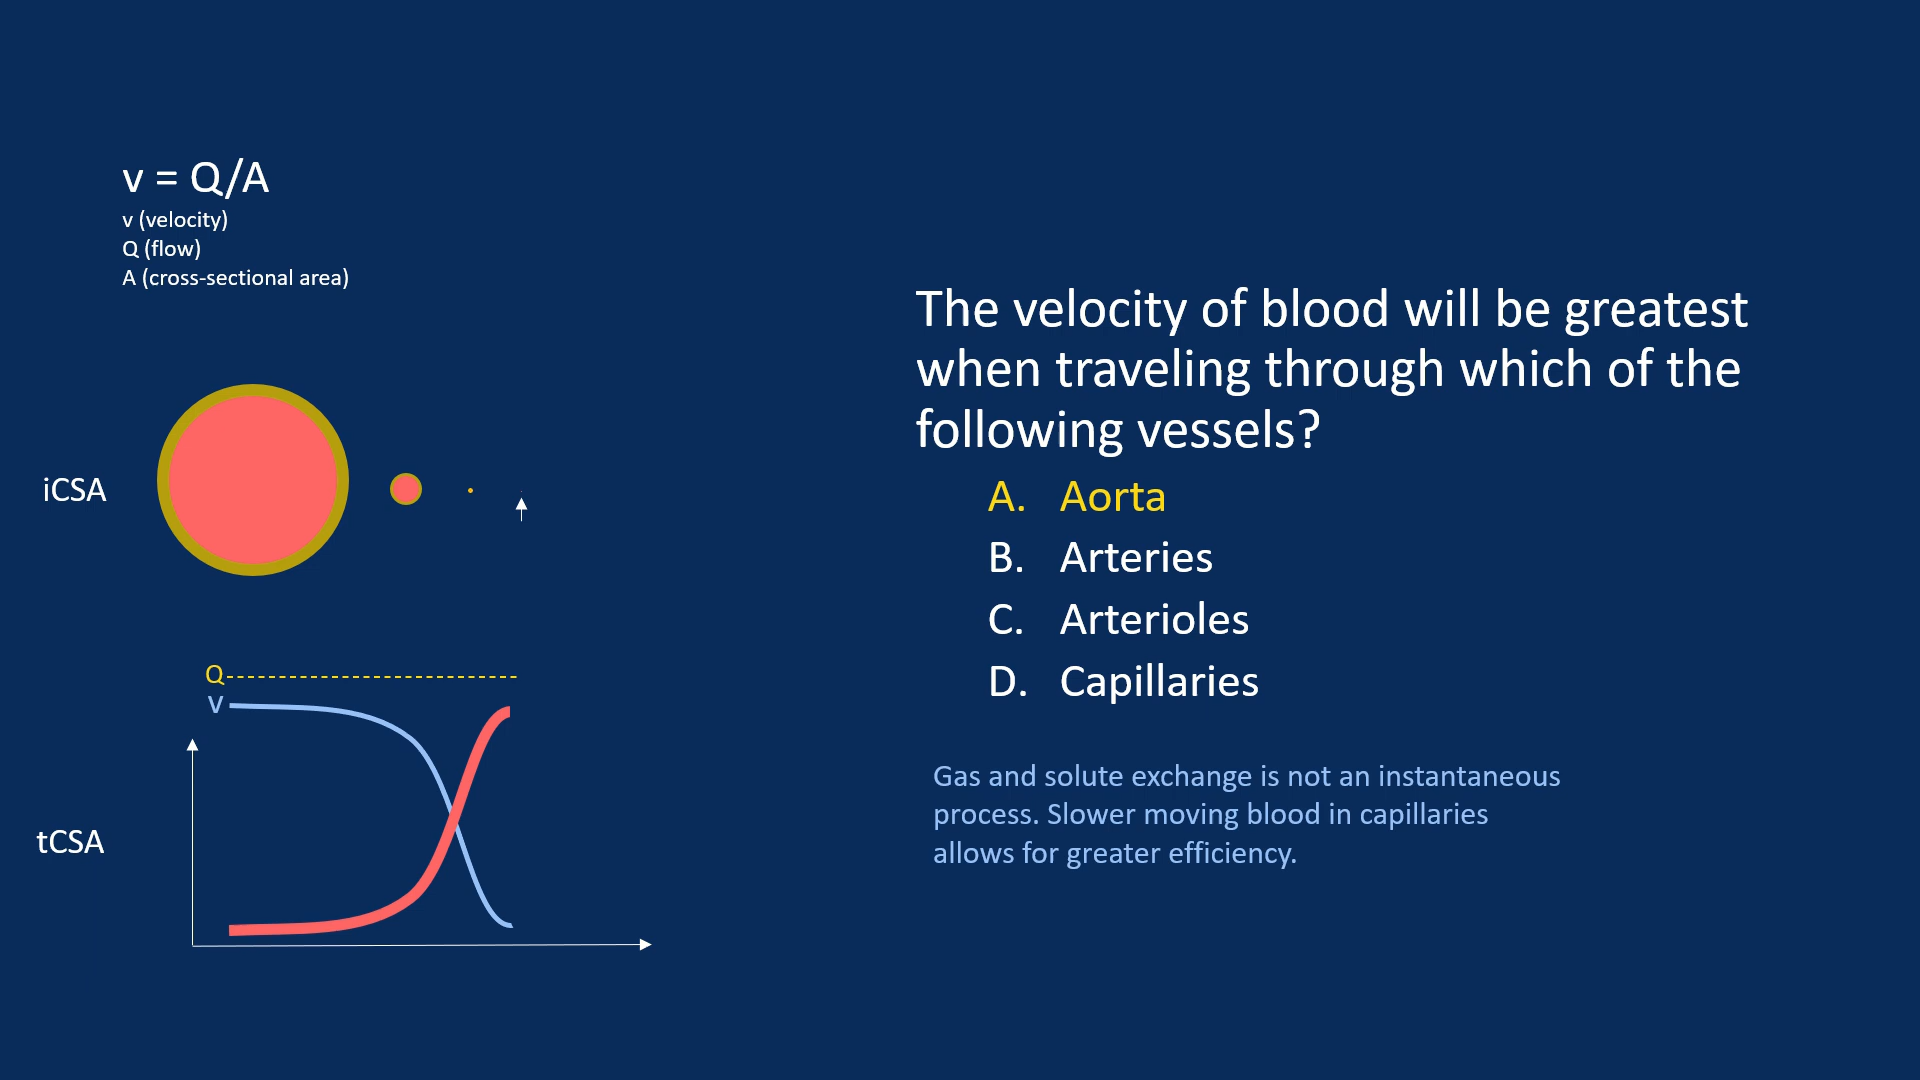 v = Q/A
v (velocity)
Q (flow)
A (cross-sectional area)
iCSA
Q
V
tCSA
The velocity of blood will be greatest
when traveling through which of the
following vessels?
A. Aorta
B. Arteries
C. Arterioles
D. Capillaries
Gas and solute exchange is not an instantaneous
process. Slower moving blood in capillaries
allows for greater efficiency.